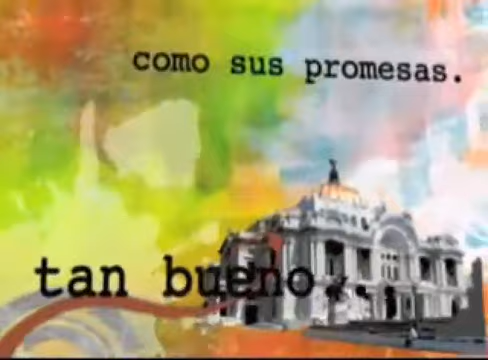 como sus promesas.
tan bueno